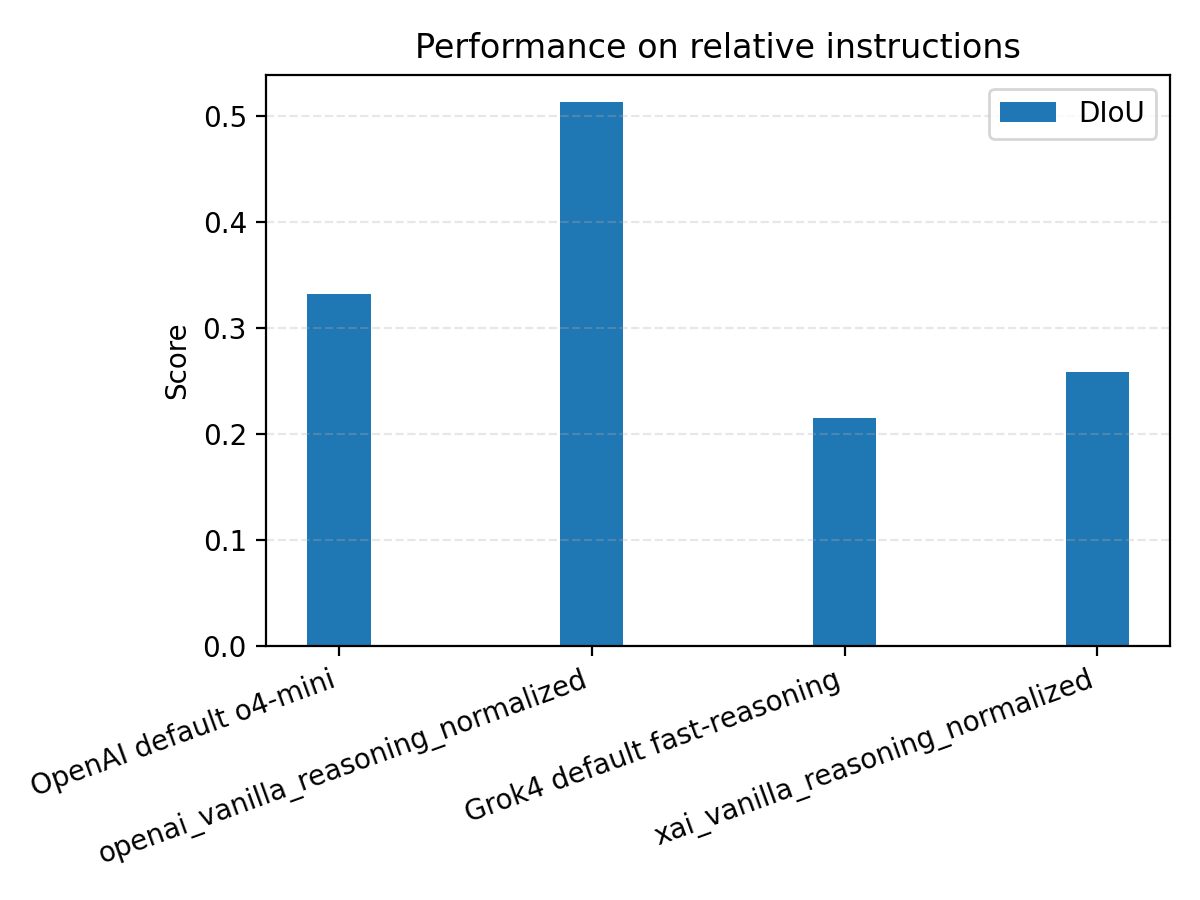 Performance on relative instructions
DIoU
Score
0.5
0.4
0.3
0.2
0.1
0.0
OpenAI default o4-mini
openai_vanilla_reasoning_normalized
Grok4 default fast-reasoning
xai_vanilla_reasoning_normalized